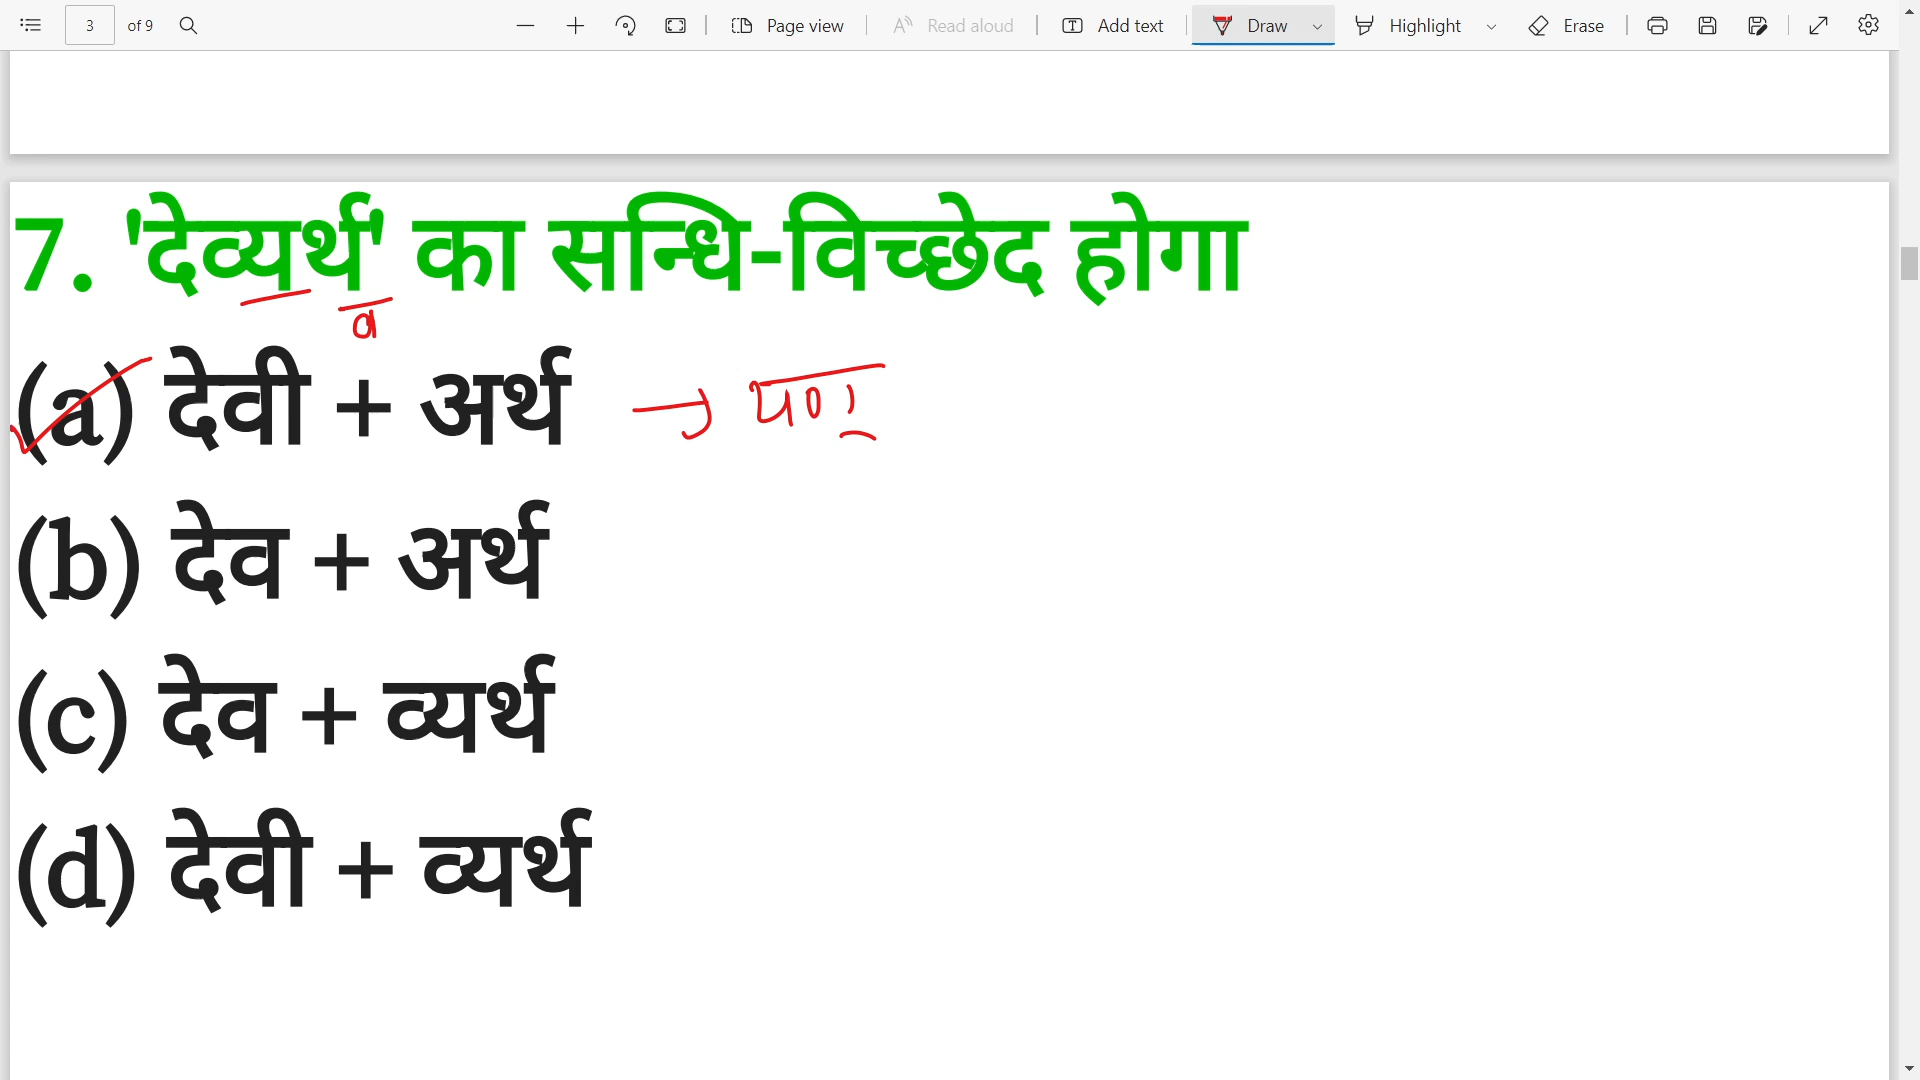 3 of 9 Page view Read aloud Add text Draw Highlight Erase
7. 'देव्यर्थ' का सन्धि-विच्छेद होगा
a
(a) देवी + अर्थ → यण्
(b) देव + अर्थ
(c) देव + व्यर्थ
(d) देवी + व्यर्थ